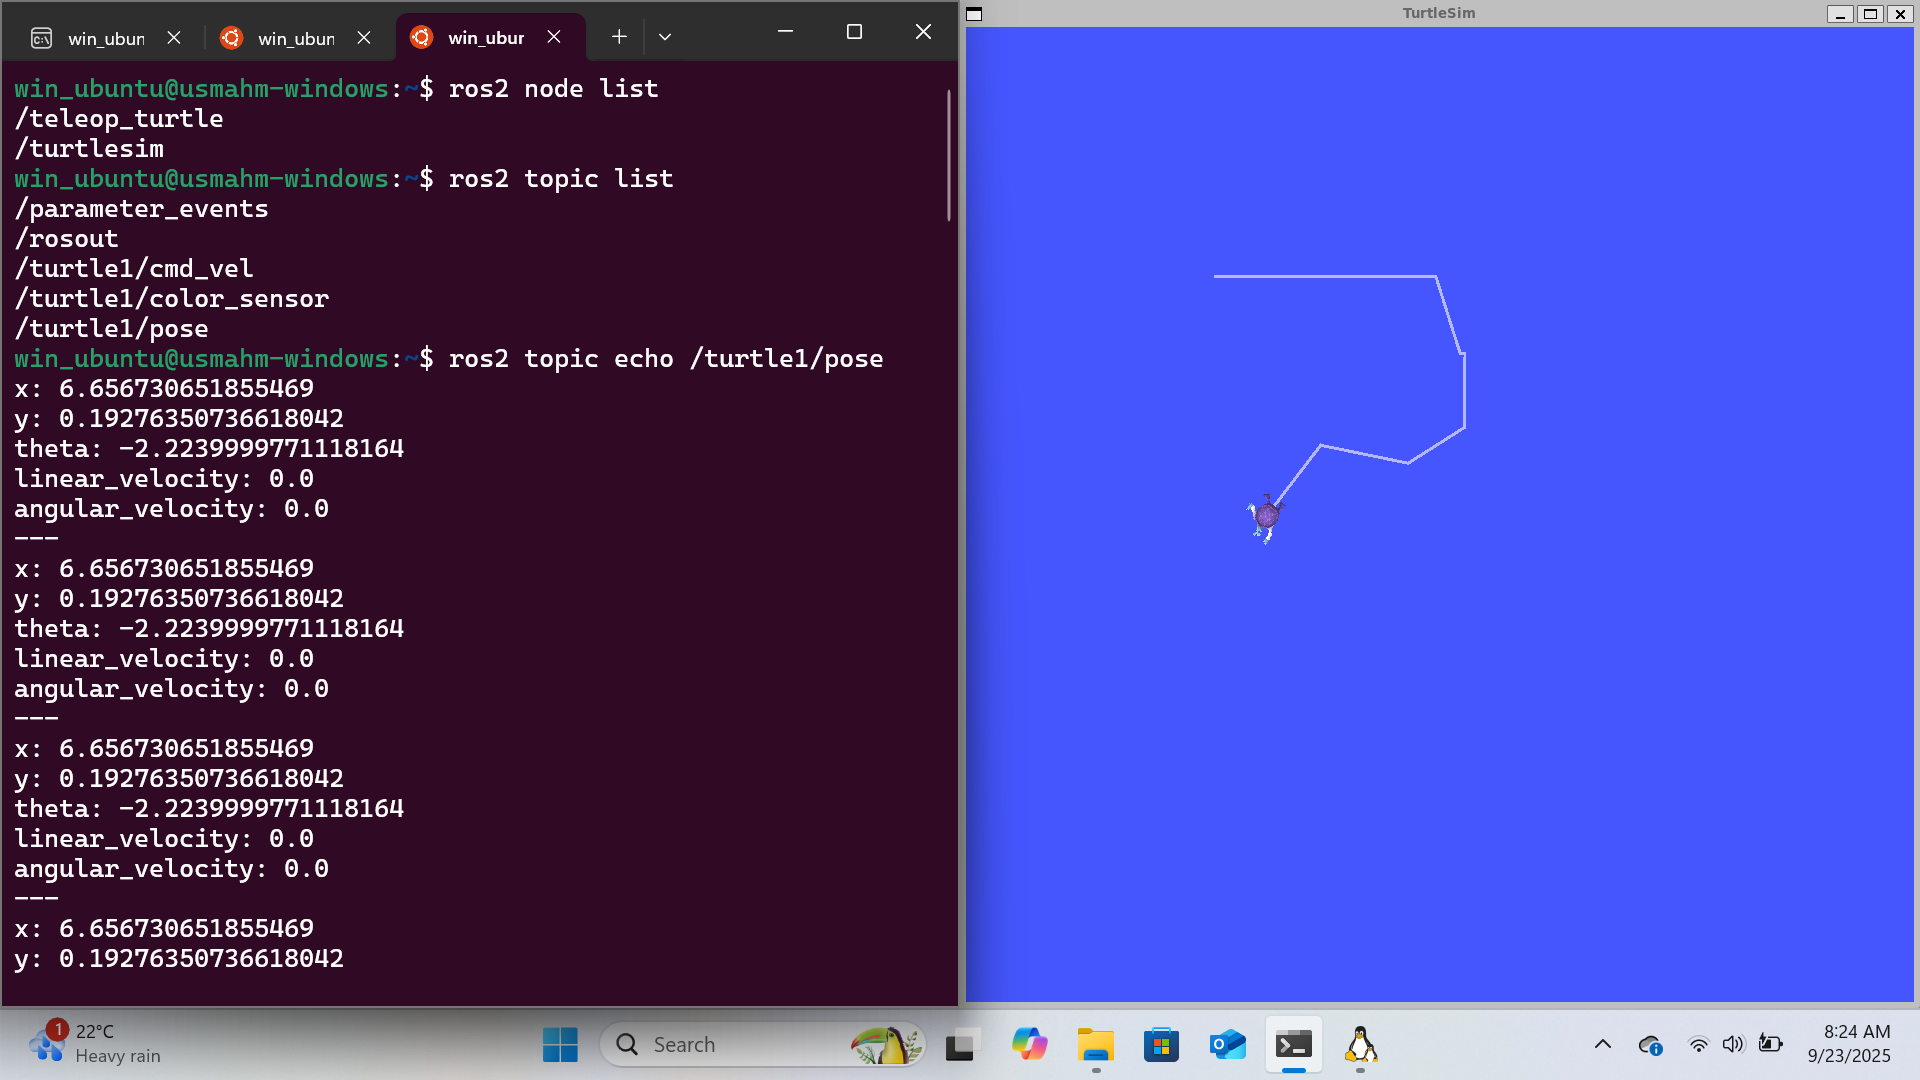 win_ubur
win_ubur
win_ubur
win_ubuntu@usmahm-windows:~$ ros2 node list
/teleop_turtle
/turtlesim
win_ubuntu@usmahm-windows:~$ ros2 topic list
/parameter_events
/rosout
/turtle1/cmd_vel
/turtle1/color_sensor
/turtle1/pose
win_ubuntu@usmahm-windows:~$ ros2 topic echo /turtle1/pose
x: 6.656730651855469
y: 0.19276350736618042
theta: -2.2239999771118164
linear_velocity: 0.0
angular_velocity: 0.0
---
x: 6.656730651855469
y: 0.19276350736618042
theta: -2.2239999771118164
linear_velocity: 0.0
angular_velocity: 0.0
---
x: 6.656730651855469
y: 0.19276350736618042
theta: -2.2239999771118164
linear_velocity: 0.0
angular_velocity: 0.0
---
x: 6.656730651855469
y: 0.19276350736618042
TurtleSim
1
22°C
Heavy rain
Search
8:24 AM
9/23/2025